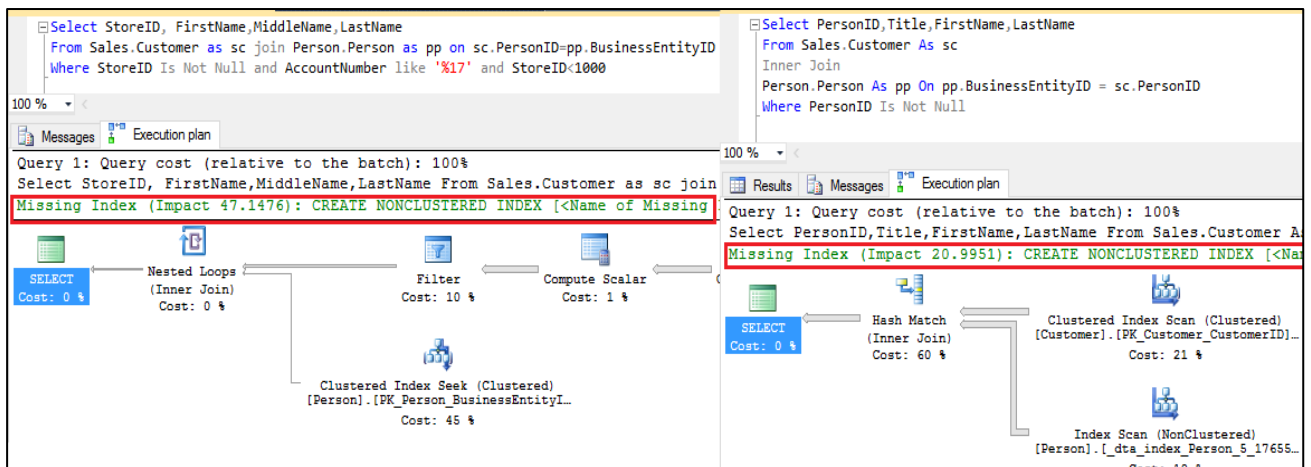 Select StoreID, FirstName,MiddleName,LastName
From Sales.Customer as sc join Person.Person as pp on sc.PersonID=pp.BusinessEntityID
Where StoreID Is Not Null and AccountNumber like '%17' and StoreID<1000
100 %
Messages Execution plan
Query 1: Query cost (relative to the batch): 100%
Select StoreID, FirstName,MiddleName,LastName From Sales.Customer as sc join
Missing Index (Impact 47.1476): CREATE NONCLUSTERED INDEX [<Name of Missing
SELECT
Cost: 0 %
Nested Loops
(Inner Join)
Cost: 0 %
Filter
Cost: 10 %
Compute Scalar
Cost: 1 %
Clustered Index Seek (Clustered)
[Person].[PK_Person_BusinessEntityI…
Cost: 45 %
Select PersonID,Title,FirstName,LastName
From Sales.Customer As sc
Inner Join
Person.Person As pp On pp.BusinessEntityID = sc.PersonID
Where PersonID Is Not Null
100 %
Results Messages Execution plan
Query 1: Query cost (relative to the batch): 100%
Select PersonID,Title,FirstName,LastName From Sales.Customer A
Missing Index (Impact 20.9951): CREATE NONCLUSTERED INDEX [<Na
SELECT
Cost: 0 %
Hash Match
(Inner Join)
Cost: 60 %
Clustered Index Scan (Clustered)
[Customer].[PK_Customer_CustomerID]…
Cost: 21 %
Index Scan (NonClustered)
[Person].[_dta_index_Person_5_17655…